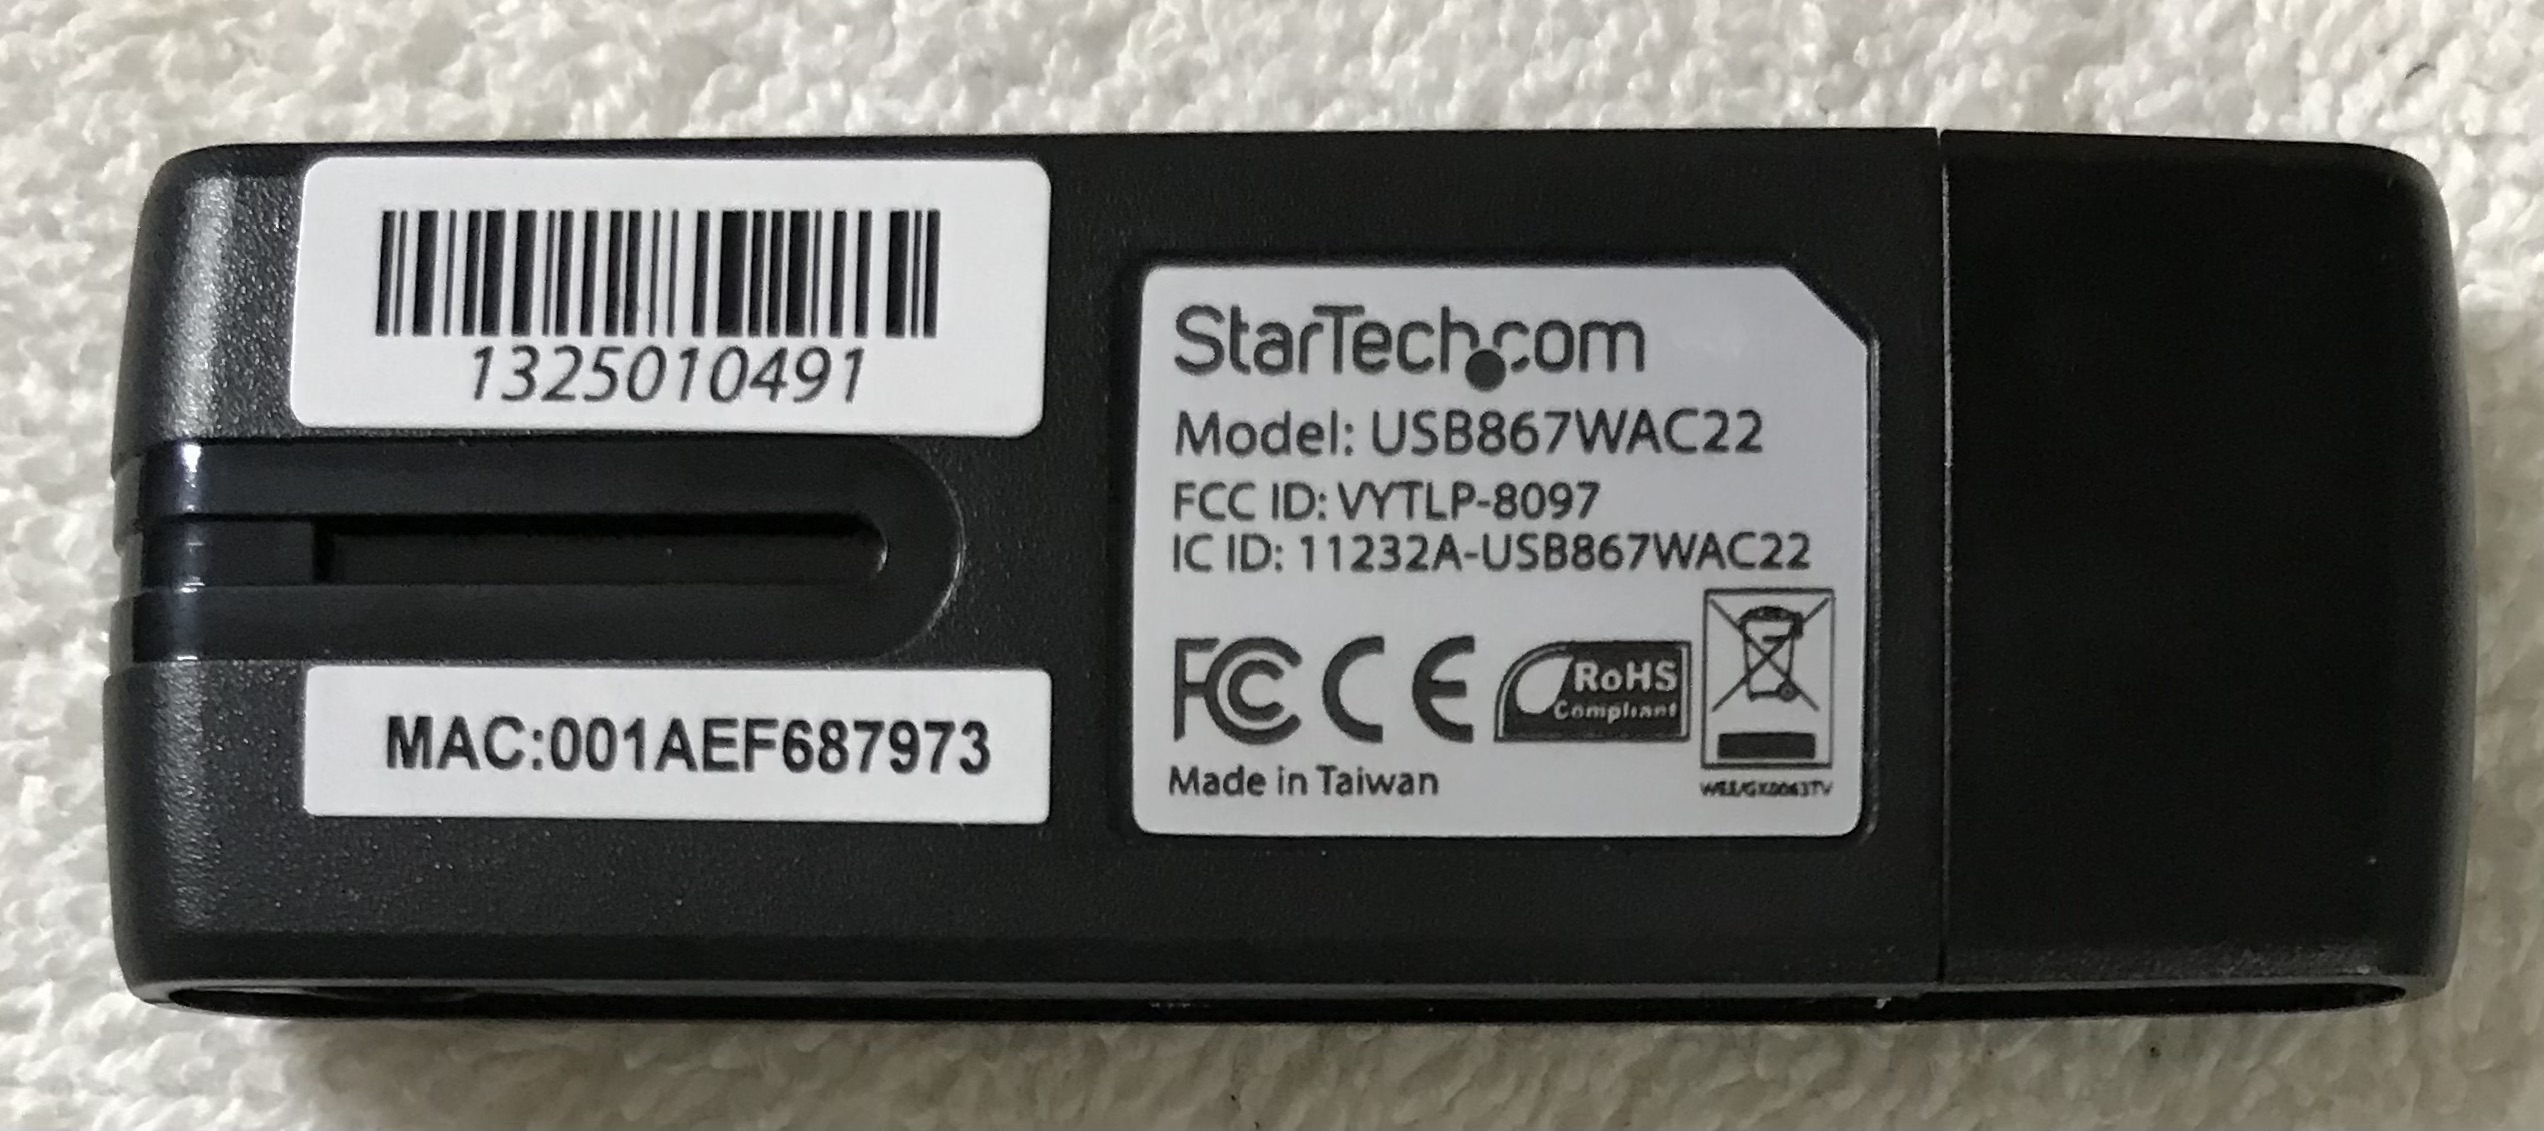 1325010491
MAC:001AEF687973
StarTech.com
Model: USB867WAC22
FCC ID: VYTLP-8097
IC ID: 11232A-USB867WAC22
FC CE RoHS
Compliant
Made in Taiwan